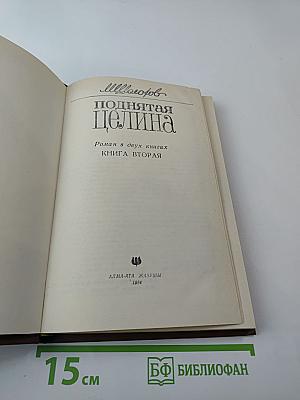 М. Шолохов
ПОДНЯТАЯ
ЦЕЛИНА
Роман в двух книгах
КНИГА ВТОРАЯ
АЛМА-АТА ЖАЗУШЫ
15 см
БФ БИБЛИОФАН